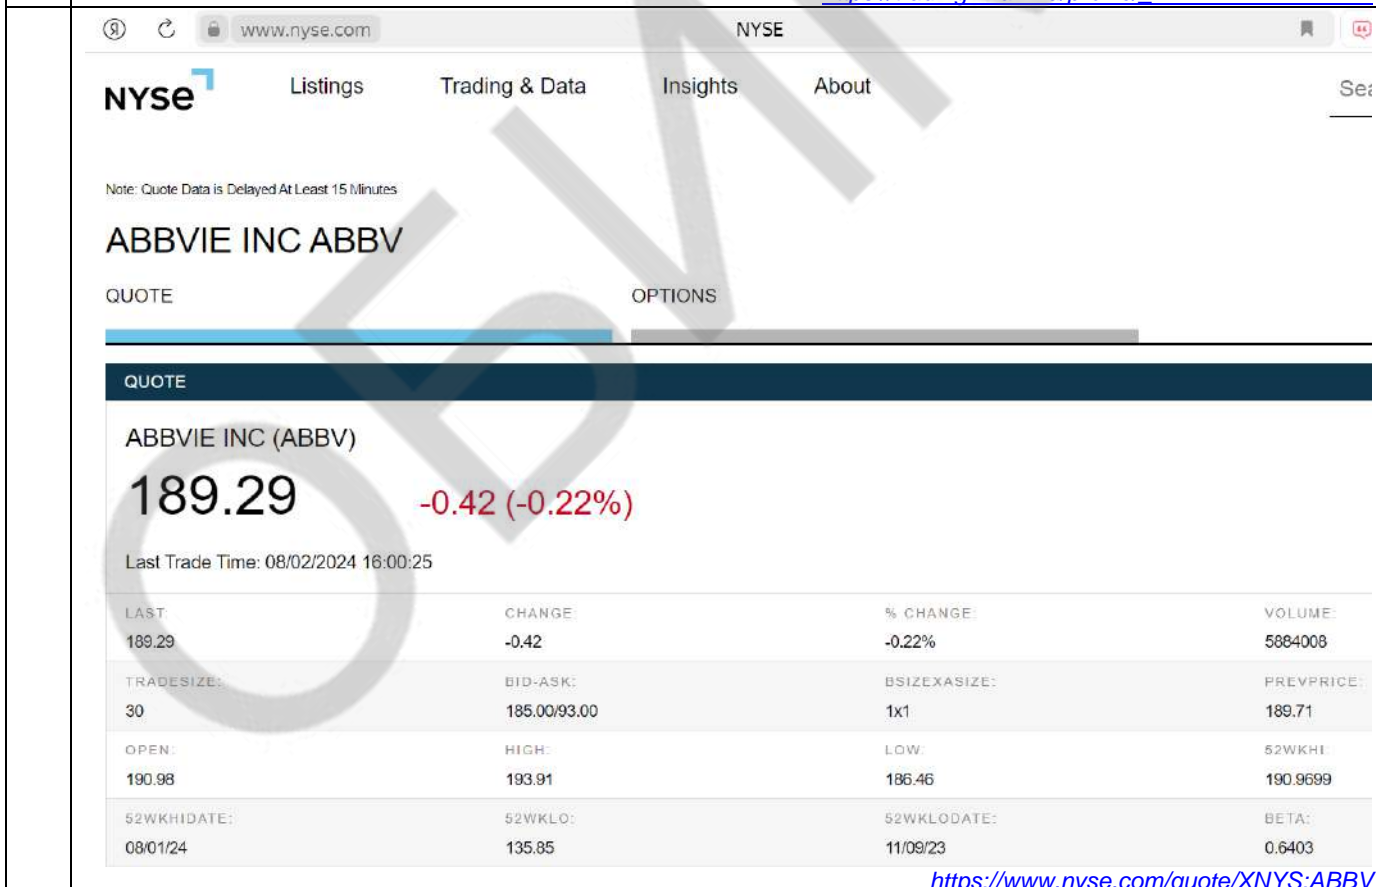 www.nyse.com NYSE
NYSE Listings Trading & Data Insights About
Note: Quote Data is Delayed At Least 15 Minutes
ABBVIE INC ABBV
QUOTE OPTIONS
QUOTE
ABBVIE INC (ABBV)
189.29 -0.42 (-0.22%)
Last Trade Time: 08/02/2024 16:00:25
LAST: CHANGE: % CHANGE: VOLUME:
189.29 -0.42 -0.22% 5884008
TRADESIZE: BID-ASK: BSIZEXASIZE: PREVPRICE:
30 185.00/93.00 1x1 189.71
OPEN: HIGH: LOW: 52WKHI:
190.98 193.91 186.46 190.9699
52WKHIDATE: 52WKLO: 52WKLODATE: BETA:
08/01/24 135.85 11/09/23 0.6403
https://www.nyse.com/quote/XNYS:ABBV